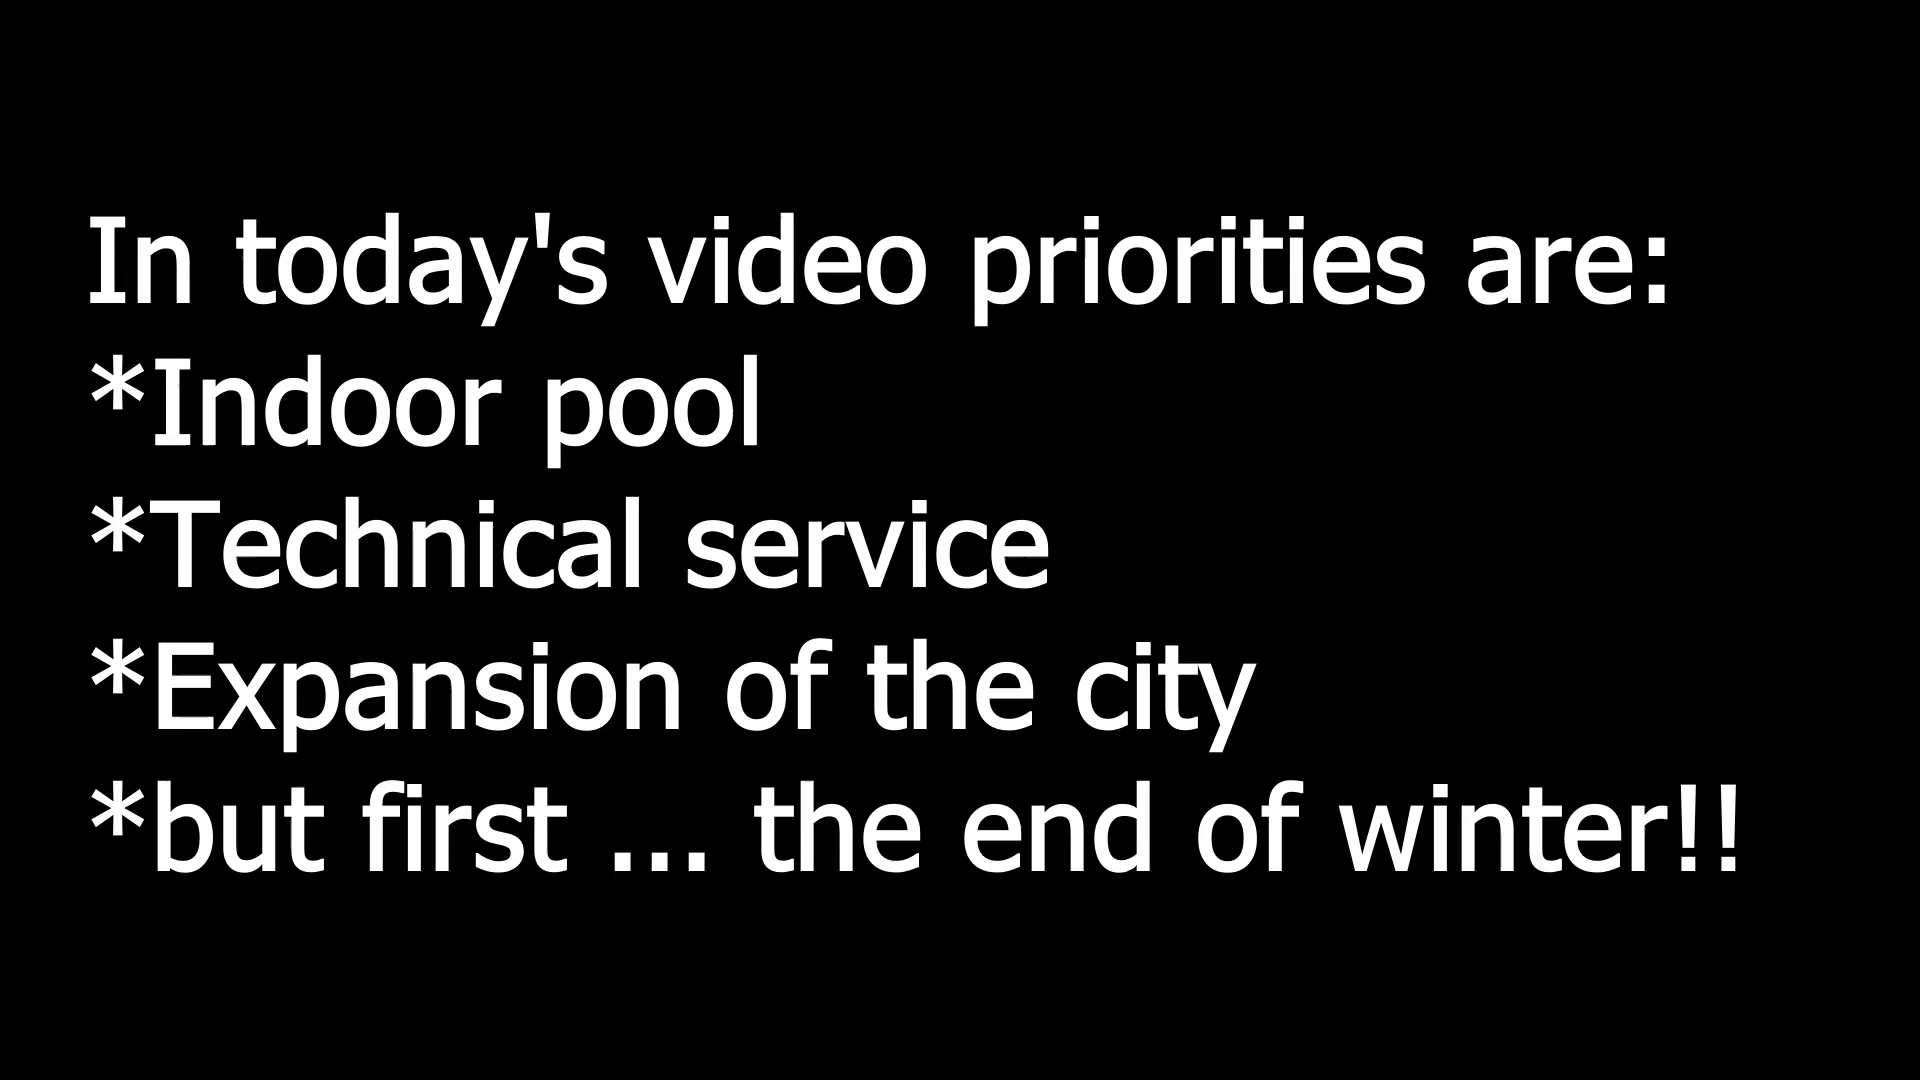 In today's video priorities are:
*Indoor pool
*Technical service
*Expansion of the city
*but first ... the end of winter!!